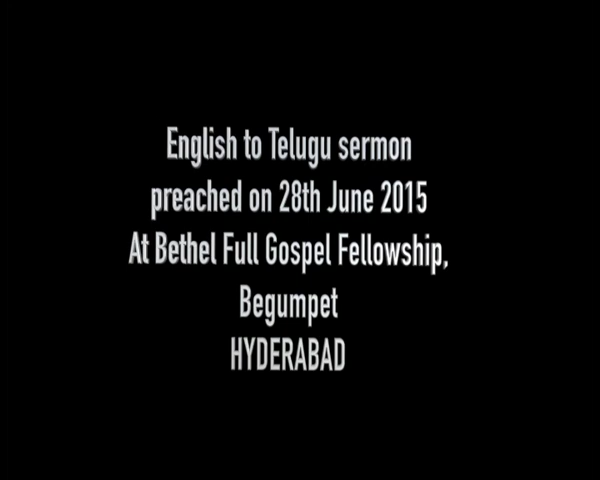 English to Telugu sermon
preached on 28th June 2015
At Bethel Full Gospel Fellowship,
Begumpet
HYDERABAD